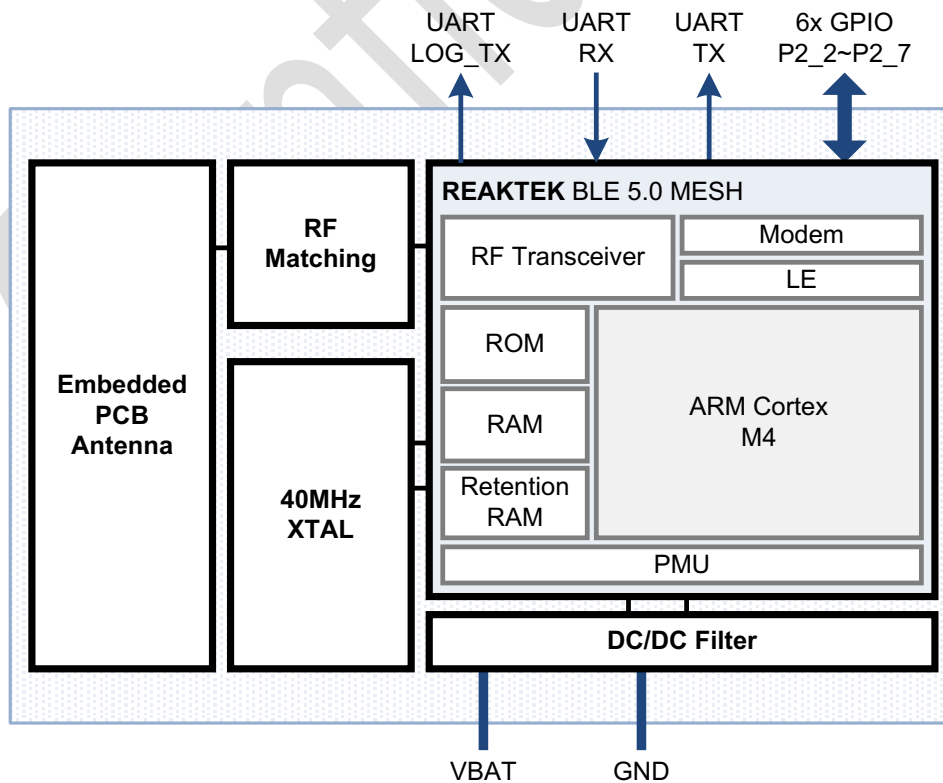 UART
LOG_TX
UART
RX
UART
TX
6x GPIO
P2_2~P2_7
REAKTEK BLE 5.0 MESH
RF
Matching
RF Transceiver
Modem
LE
ROM
ARM Cortex
M4
RAM
Retention
RAM
PMU
Embedded
PCB
Antenna
40MHz
XTAL
DC/DC Filter
VBAT
GND